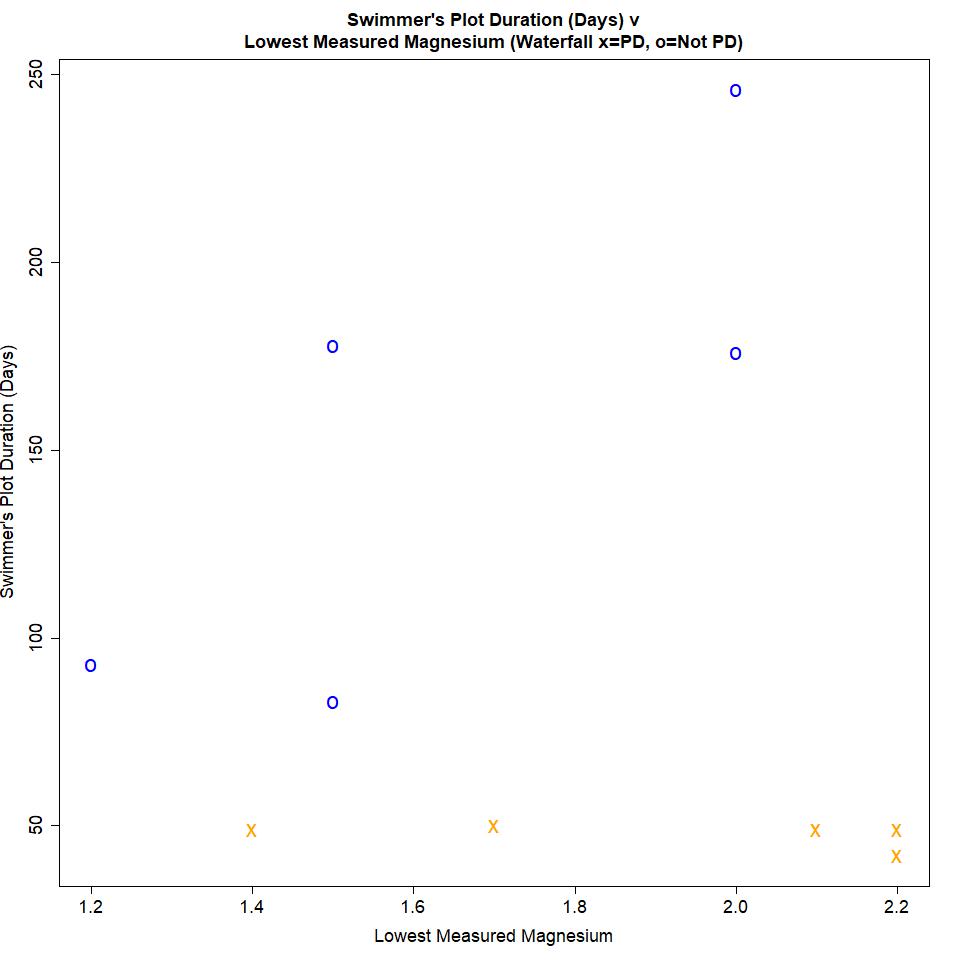 Swimmer's Plot Duration (Days) v
Lowest Measured Magnesium (Waterfall x=PD, o=Not PD)
Swimmer's Plot Duration (Days)
250
200
150
100
50
o
o
o
o
o
x
x
x
x
x
1.2 1.4 1.6 1.8 2.0 2.2
Lowest Measured Magnesium